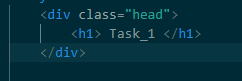 <div class="head">
<h1> Task_1 </h1>
</div>